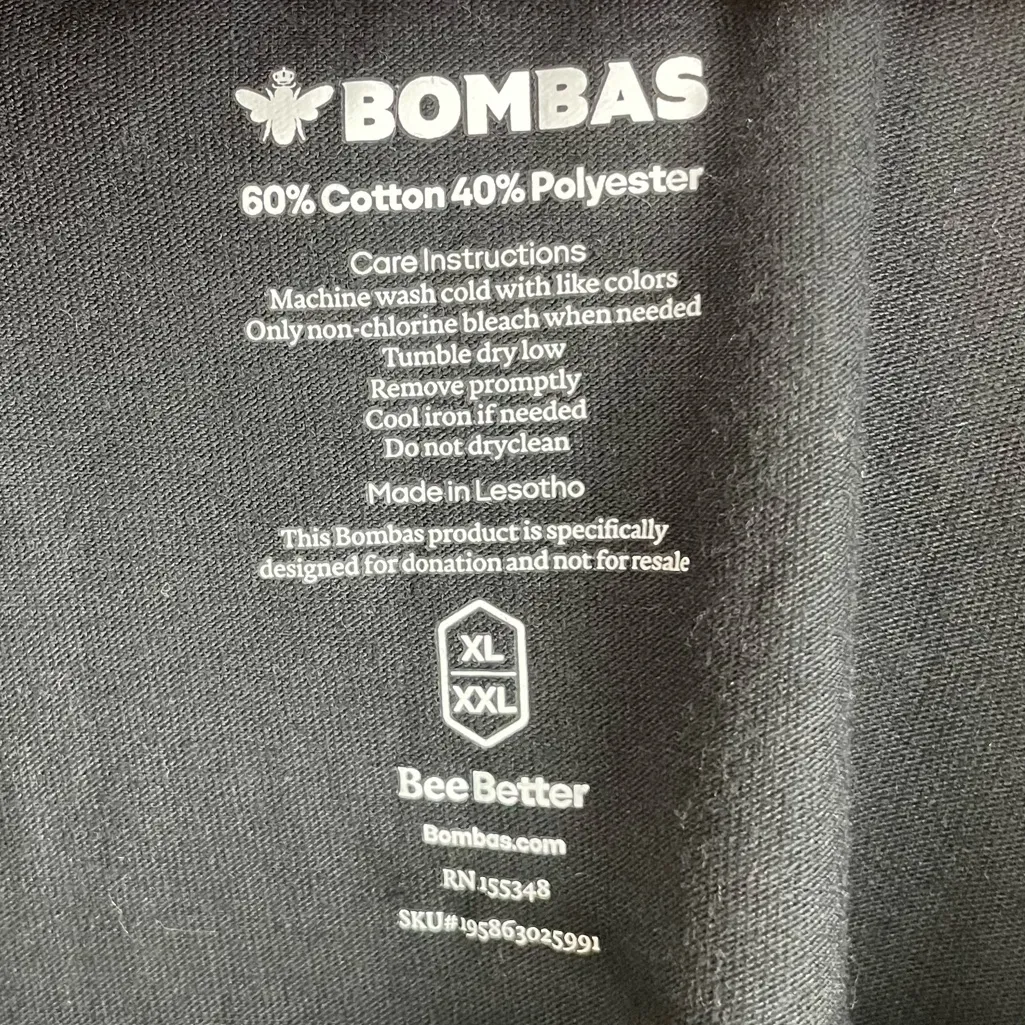 BOMBAS
60% Cotton 40% Polyester
Care Instructions
Machine wash cold with like colors
Only non-chlorine bleach when needed
Tumble dry low
Remove promptly
Cool iron if needed
Do not dryclean
Made in Lesotho
This Bombas product is specifically
designed for donation and not for resale
XL
XXL
Bee Better
Bombas.com
RN 155348
SKU#195863025991